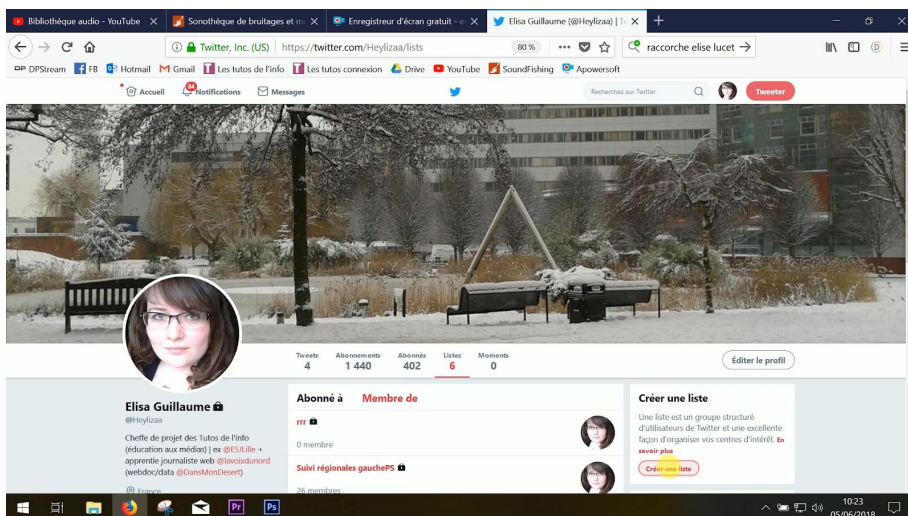 Bibliothèque audio - YouTube
Sonothèque de bruitages et m
Enregistreur d'écran gratuit - e
Elisa Guillaume (@Heylizaa) | T
Twitter, Inc. (US) https://twitter.com/Heylizaa/lists 80 % raccorche elise lucet
DPStream FB Hotmail Gmail Les tutos de l'info Les tutos connexion Drive YouTube SoundFishing Apowersoft
Accueil 84 Notifications Messages Recherchez sur Twitter Tweeter
Tweets Abonnements Abonnés Listes Moments
4 1 440 402 6 0
Éditer le profil
Elisa Guillaume
@Heylizaa
Cheffe de projet des Tutos de l'info
(éducation aux médias) | ex @ESJLille +
apprentie journaliste web @lavoixdunord
(webdoc/data @DansMonDesert)
France
Abonné à Membre de
rrr
0 membre
Suivi régionales gauchePS
26 membres
Créer une liste
Une liste est un groupe structuré
d'utilisateurs de Twitter et une excellente
façon d'organiser vos centres d'intérêt. En
savoir plus
Créer une liste
Pr Ps
10:23
05/06/2018